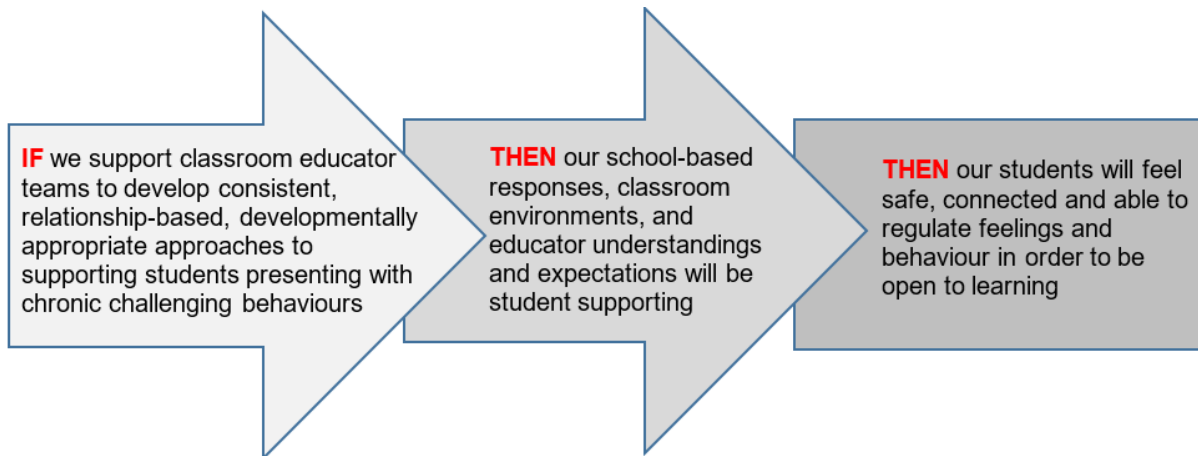 IF we support classroom educator
teams to develop consistent,
relationship-based, developmentally
appropriate approaches to
supporting students presenting with
chronic challenging behaviours
THEN our school-based
responses, classroom
environments, and
educator understandings
and expectations will be
student supporting
THEN our students will feel
safe, connected and able to
regulate feelings and
behaviour in order to be
open to learning